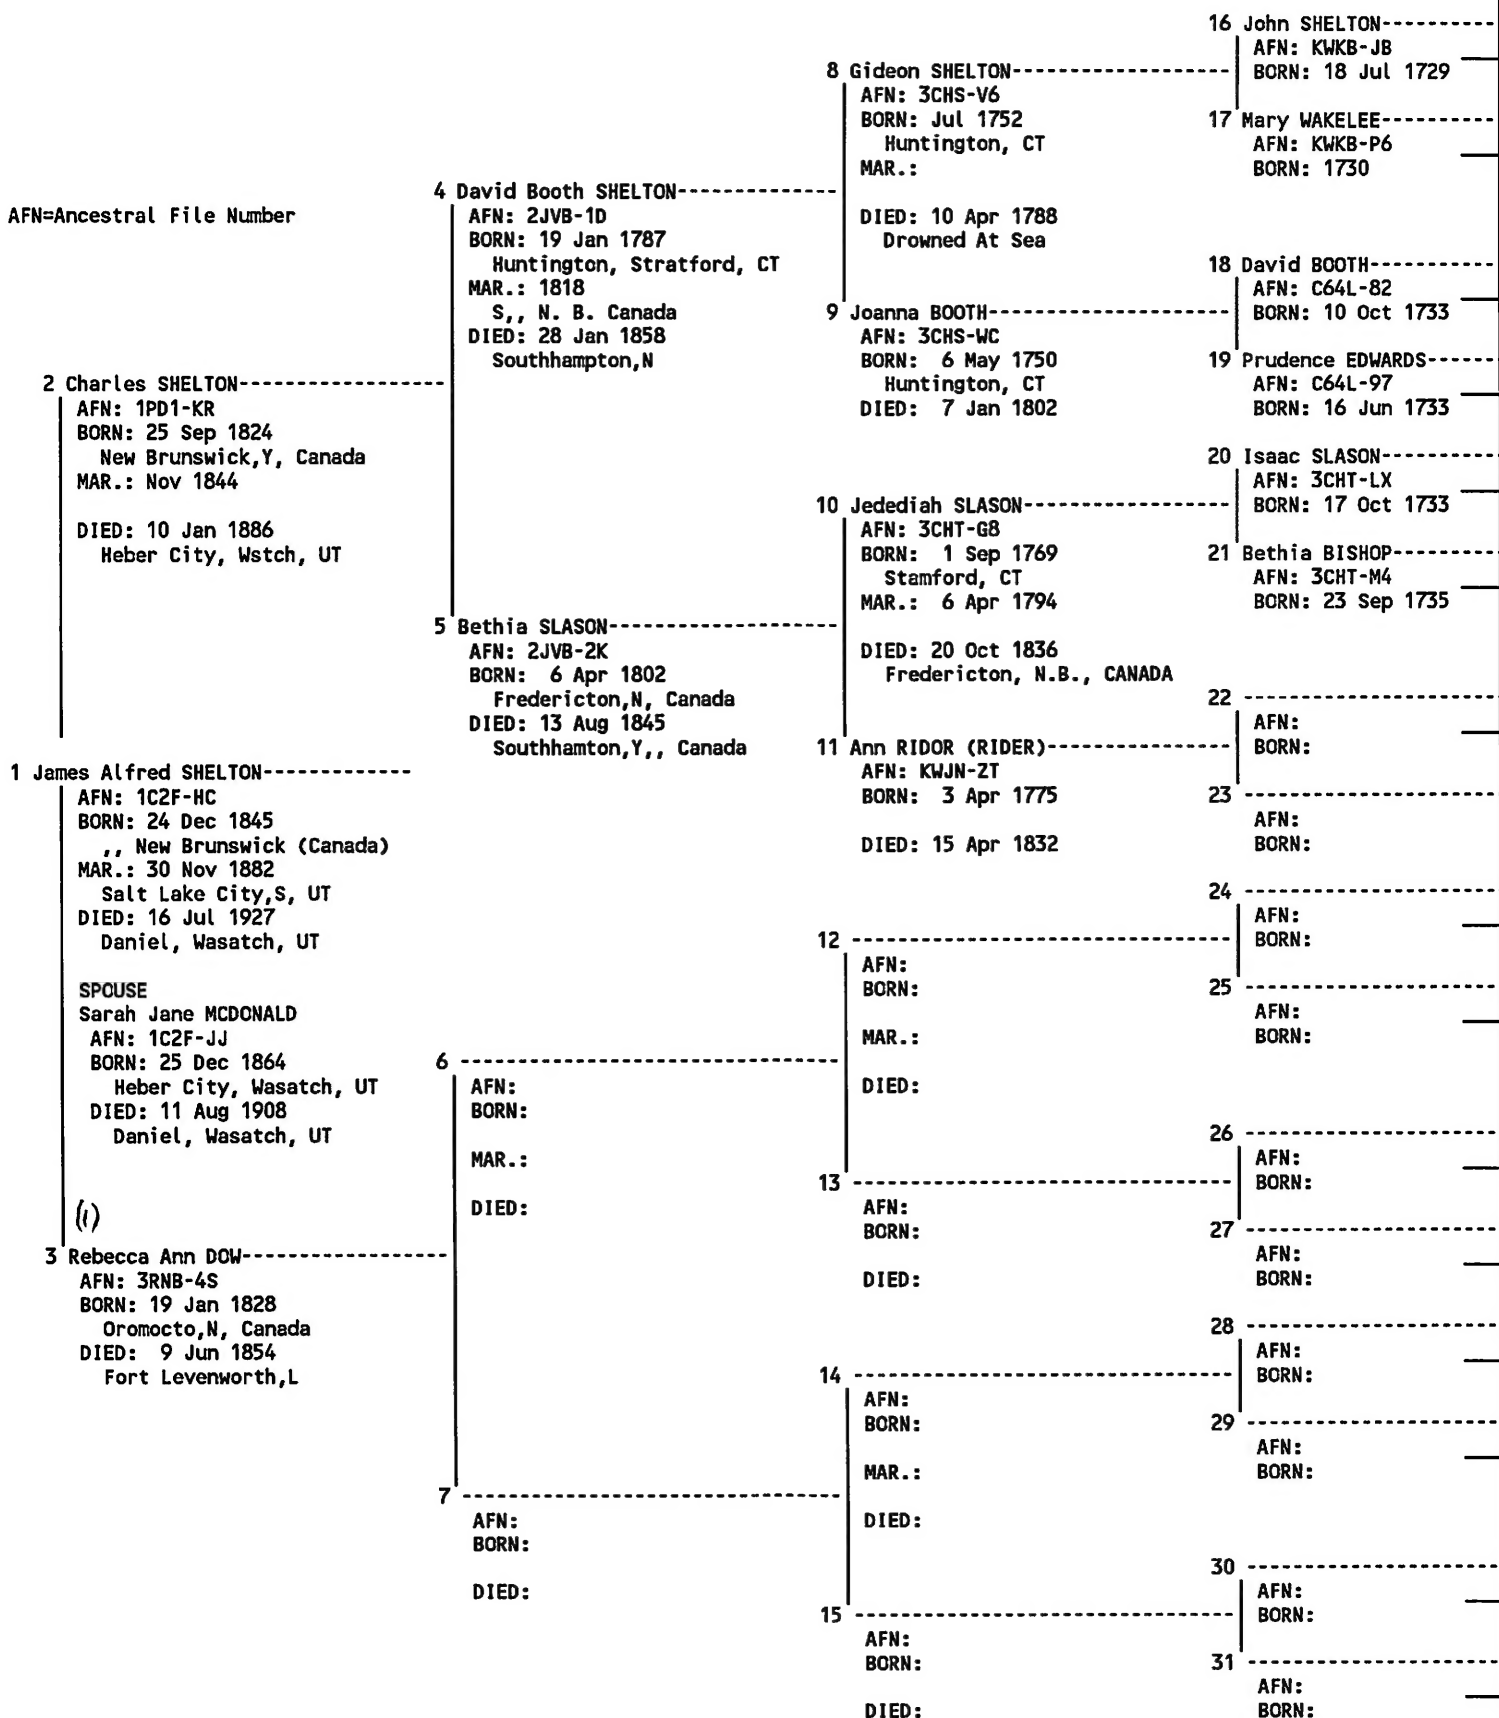 AFN=Ancestral File Number
1 James Alfred SHELTON-------------
AFN: 1C2F-HC
BORN: 24 Dec 1845
,, New Brunswick (Canada)
MAR.: 30 Nov 1882
Salt Lake City,S, UT
DIED: 16 Jul 1927
Daniel, Wasatch, UT
SPOUSE
Sarah Jane MCDONALD
AFN: 1C2F-JJ
BORN: 25 Dec 1864
Heber City, Wasatch, UT
DIED: 11 Aug 1908
Daniel, Wasatch, UT
2 Charles SHELTON------------------
AFN: 1PD1-KR
BORN: 25 Sep 1824
New Brunswick,Y, Canada
MAR.: Nov 1844
DIED: 10 Jan 1886
Heber City, Wstch, UT
(1)
3 Rebecca Ann DOW------------------
AFN: 3RNB-4S
BORN: 19 Jan 1828
Oromocto,N, Canada
DIED: 9 Jun 1854
Fort Levenworth,L
4 David Booth SHELTON--------------
AFN: 2JVB-1D
BORN: 19 Jan 1787
Huntington, Stratford, CT
MAR.: 1818
S,, N. B. Canada
DIED: 28 Jan 1858
Southhampton,N
5 Bethia SLASON--------------------
AFN: 2JVB-2K
BORN: 6 Apr 1802
Fredericton,N, Canada
DIED: 13 Aug 1845
Southhamton,Y,, Canada
6 ---------------------------------
AFN:
BORN:
MAR.:
DIED:
7 ---------------------------------
AFN:
BORN:
DIED:
8 Gideon SHELTON-------------------
AFN: 3CHS-V6
BORN: Jul 1752
Huntington, CT
MAR.:
DIED: 10 Apr 1788
Drowned At Sea
9 Joanna BOOTH---------------------
AFN: 3CHS-WC
BORN: 6 May 1750
Huntington, CT
DIED: 7 Jan 1802
10 Jedediah SLASON------------------
AFN: 3CHT-G8
BORN: 1 Sep 1769
Stamford, CT
MAR.: 6 Apr 1794
DIED: 20 Oct 1836
Fredericton, N.B., CANADA
11 Ann RIDOR (RIDER)----------------
AFN: KWJN-ZT
BORN: 3 Apr 1775
DIED: 15 Apr 1832
12 ---------------------------------
AFN:
BORN:
MAR.:
DIED:
13 ---------------------------------
AFN:
BORN:
DIED:
14 ---------------------------------
AFN:
BORN:
MAR.:
DIED:
15 ---------------------------------
AFN:
BORN:
DIED:
16 John SHELTON----------
AFN: KWKB-JB
BORN: 18 Jul 1729
17 Mary WAKELEE----------
AFN: KWKB-P6
BORN: 1730
18 David BOOTH-----------
AFN: C64L-82
BORN: 10 Oct 1733
19 Prudence EDWARDS------
AFN: C64L-97
BORN: 16 Jun 1733
20 Isaac SLASON----------
AFN: 3CHT-LX
BORN: 17 Oct 1733
21 Bethia BISHOP---------
AFN: 3CHT-M4
BORN: 23 Sep 1735
22 ----------------------
AFN:
BORN:
23 ----------------------
AFN:
BORN:
24 ----------------------
AFN:
BORN:
25 ----------------------
AFN:
BORN:
26 ----------------------
AFN:
BORN:
27 ----------------------
AFN:
BORN:
28 ----------------------
AFN:
BORN:
29 ----------------------
AFN:
BORN:
30 ----------------------
AFN:
BORN:
31 ----------------------
AFN:
BORN: